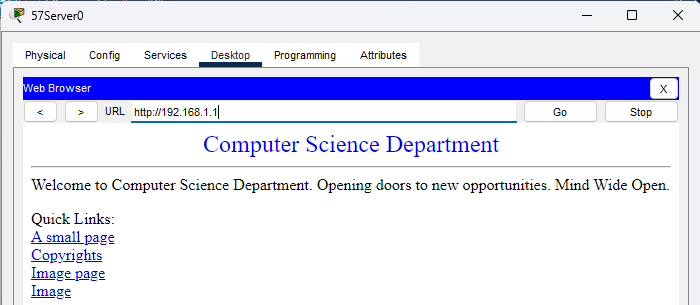 57Server0
Physical Config Services Desktop Programming Attributes
Web Browser X
< > URL http://192.168.1.1 Go Stop
Computer Science Department
Welcome to Computer Science Department. Opening doors to new opportunities. Mind Wide Open.
Quick Links:
A small page
Copyrights
Image page
Image